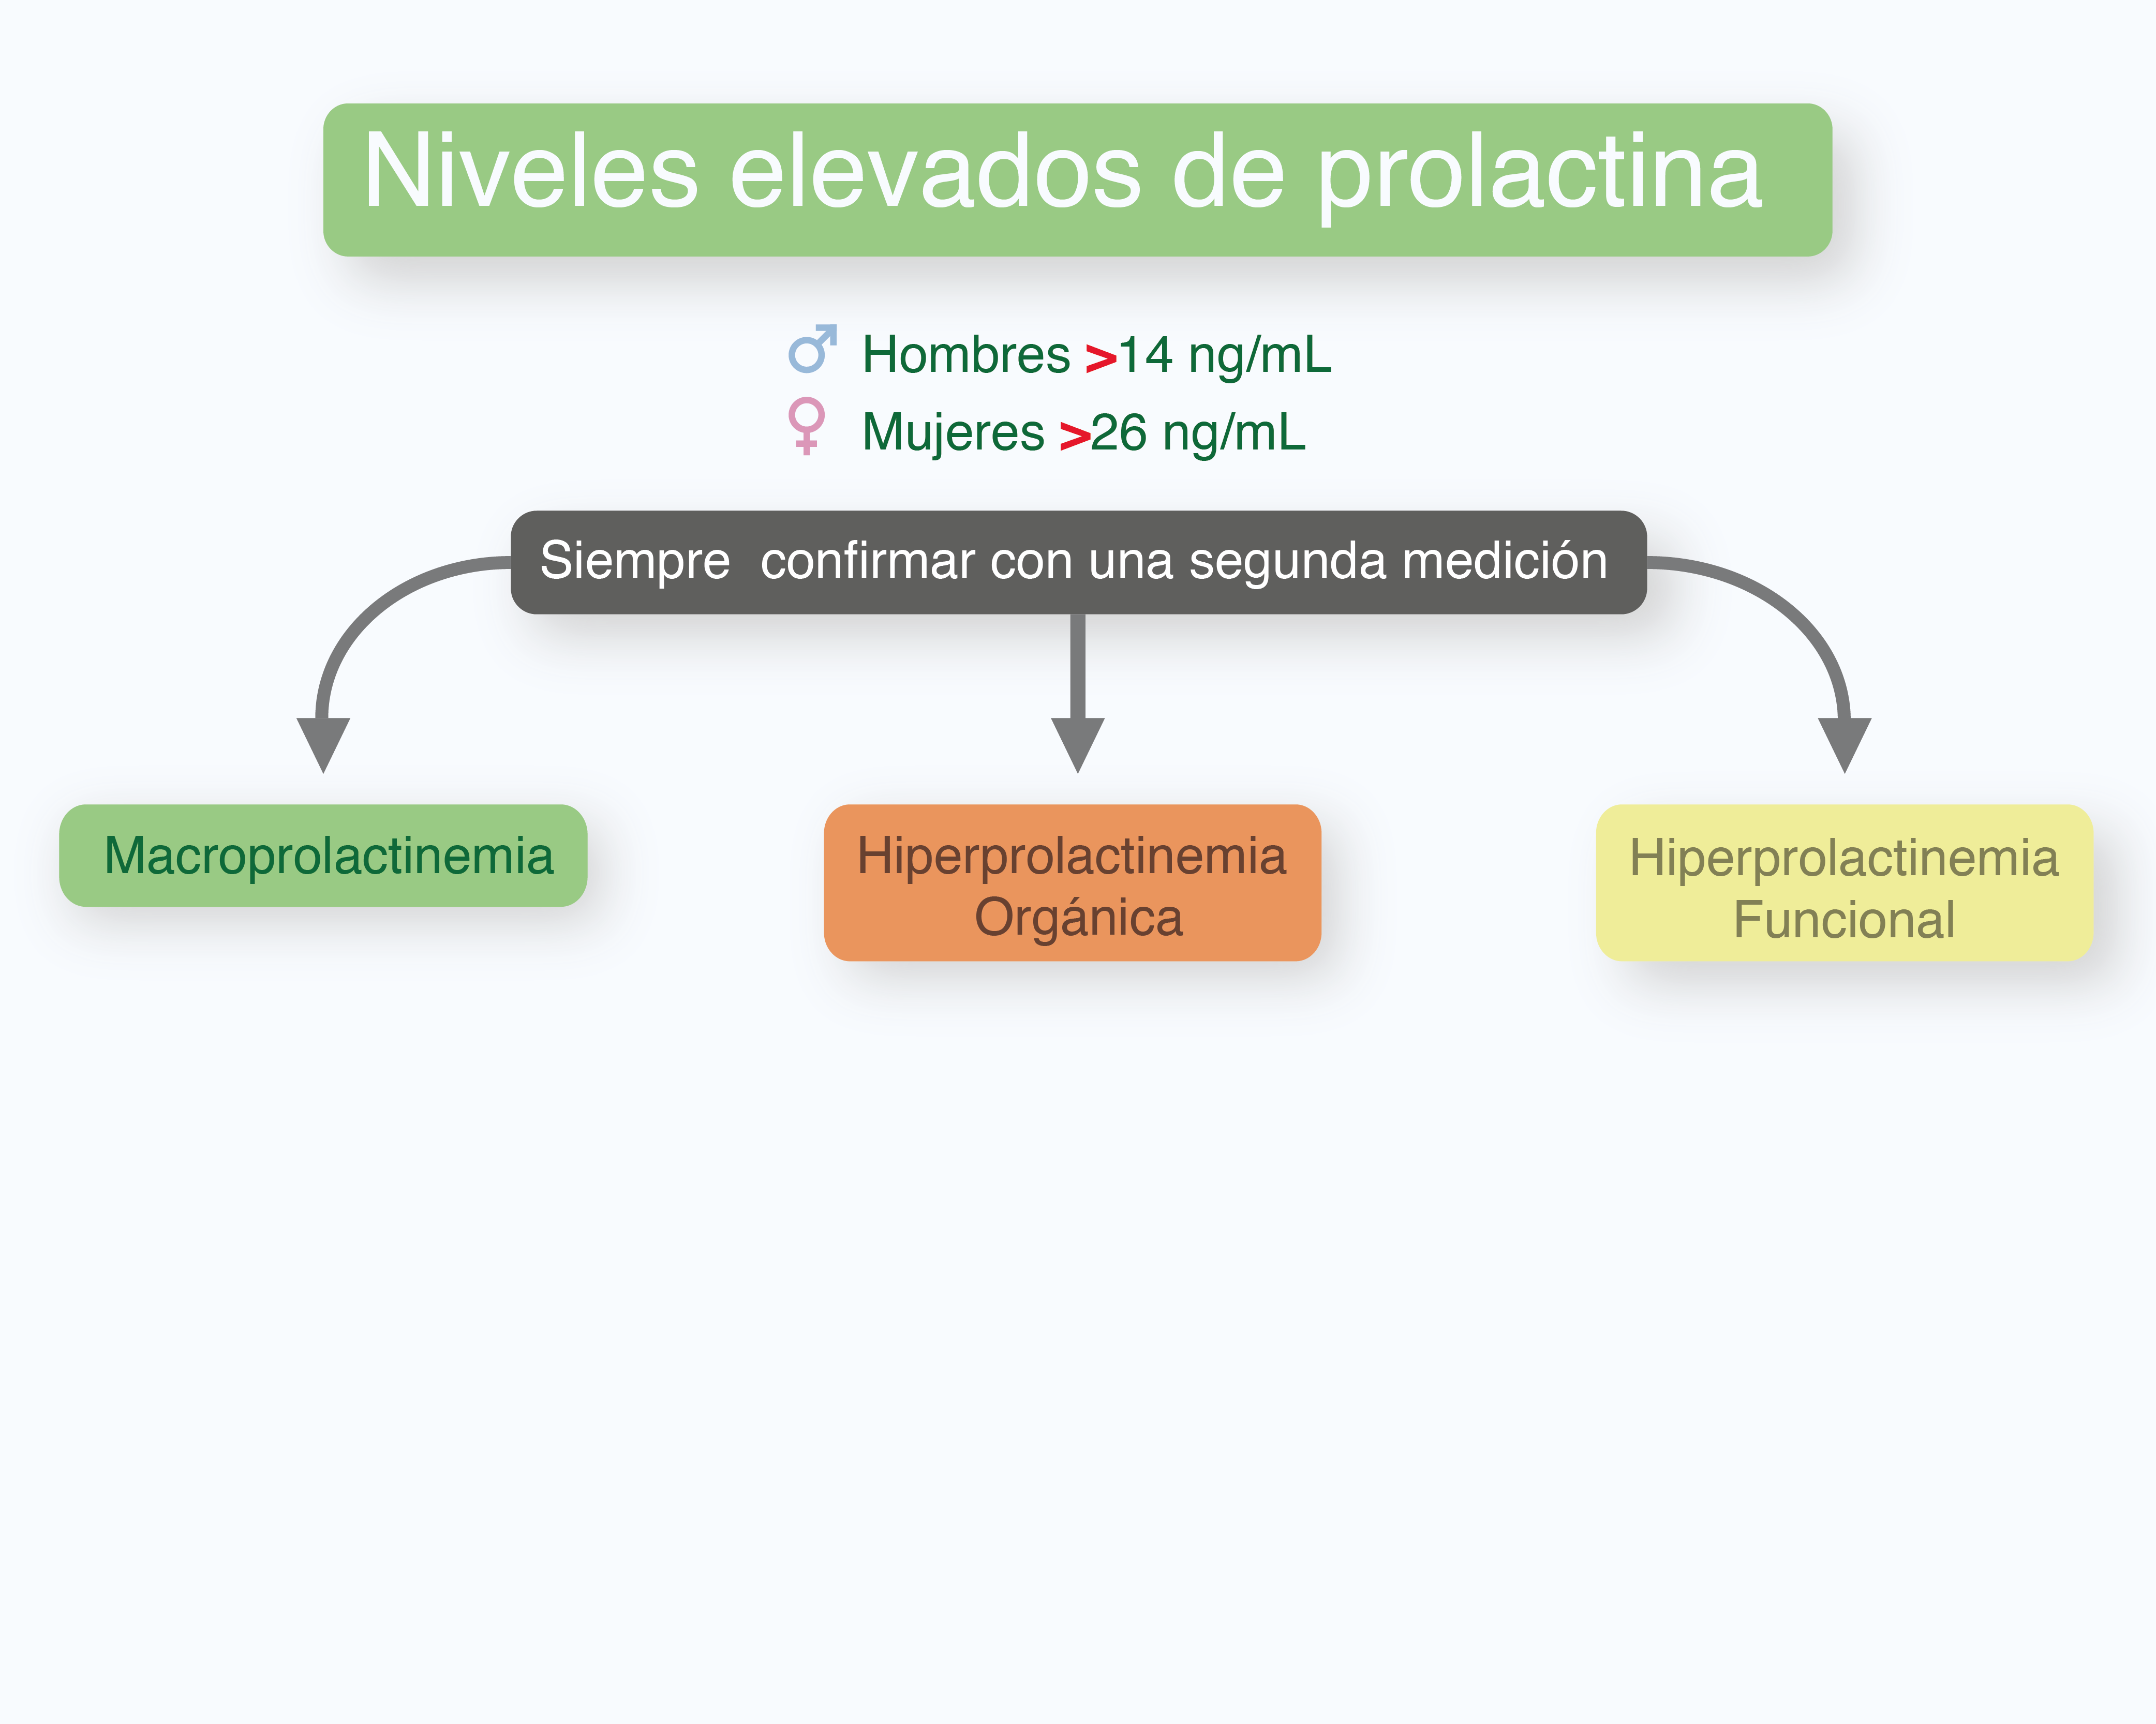 Niveles elevados de prolactina
♂ Hombres >14 ng/mL
♀ Mujeres >26 ng/mL
Siempre  confirmar con una segunda medición
Macroprolactinemia
Hiperprolactinemia
Orgánica
Hiperprolactinemia
Funcional